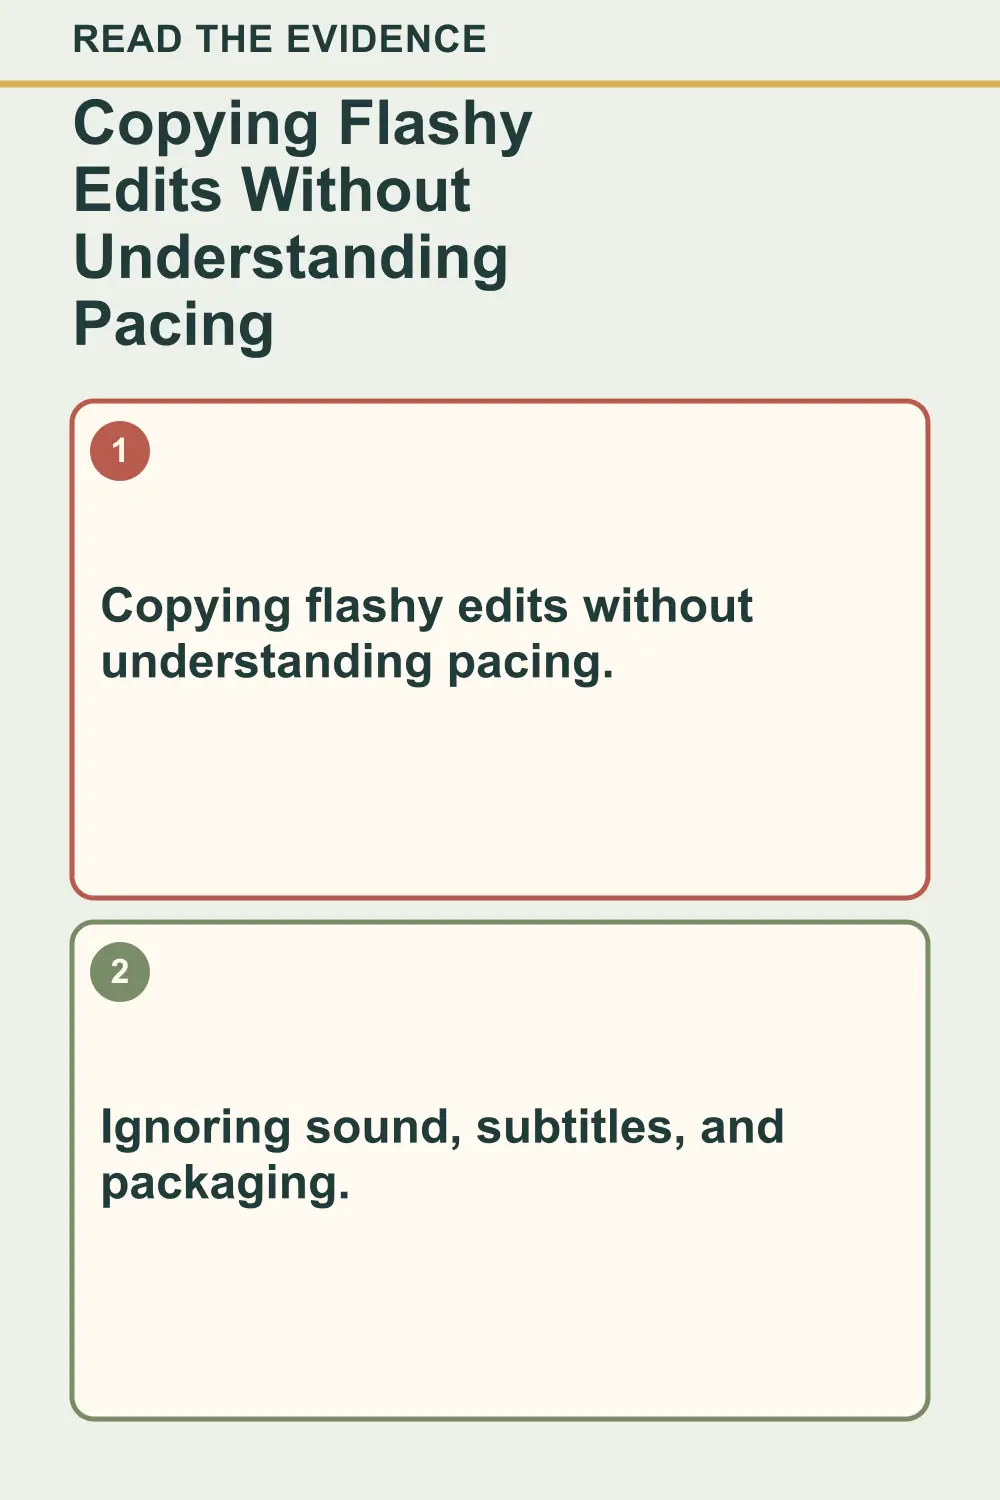 READ THE EVIDENCE
Copying Flashy
Edits Without
Understanding
Pacing
1
Copying flashy edits without
understanding pacing.
2
Ignoring sound, subtitles, and
packaging.